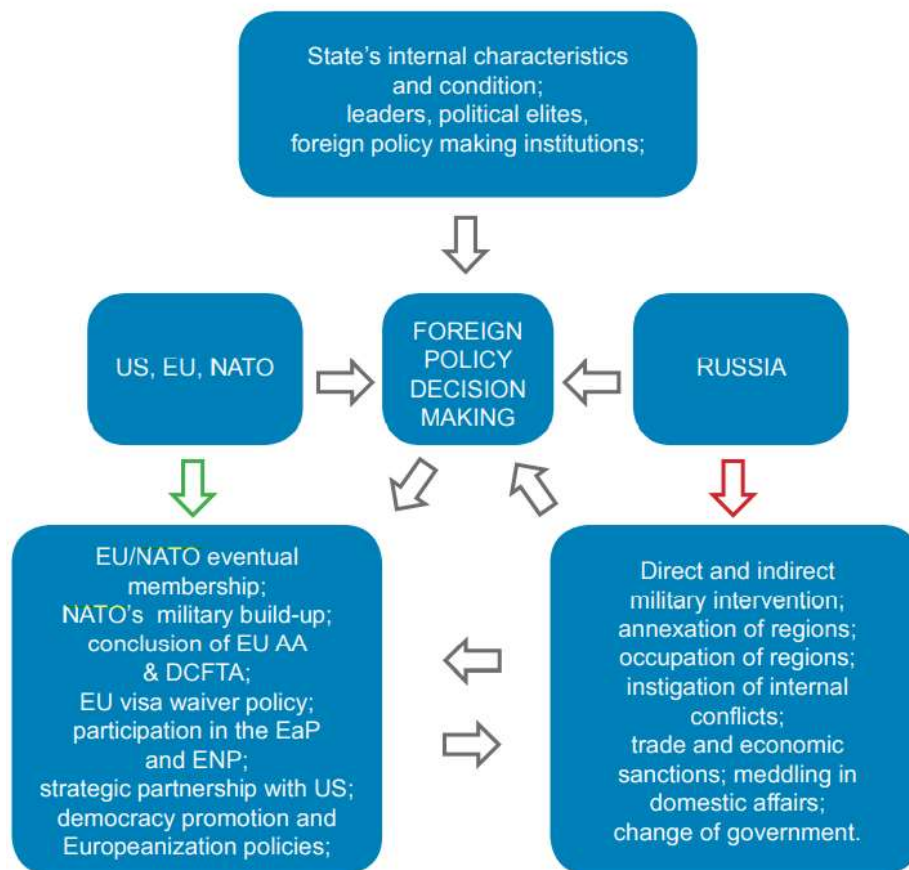 State’s internal characteristics
and condition;
leaders, political elites,
foreign policy making institutions;
US, EU, NATO
FOREIGN
POLICY
DECISION
MAKING
RUSSIA
EU/NATO eventual
membership;
NATO’s military build-up;
conclusion of EU AA
& DCFTA;
EU visa waiver policy;
participation in the EaP
and ENP;
strategic partnership with US;
democracy promotion and
Europeanization policies;
Direct and indirect
military intervention;
annexation of regions;
occupation of regions;
instigation of internal
conflicts;
trade and economic
sanctions; meddling in
domestic affairs;
change of government.